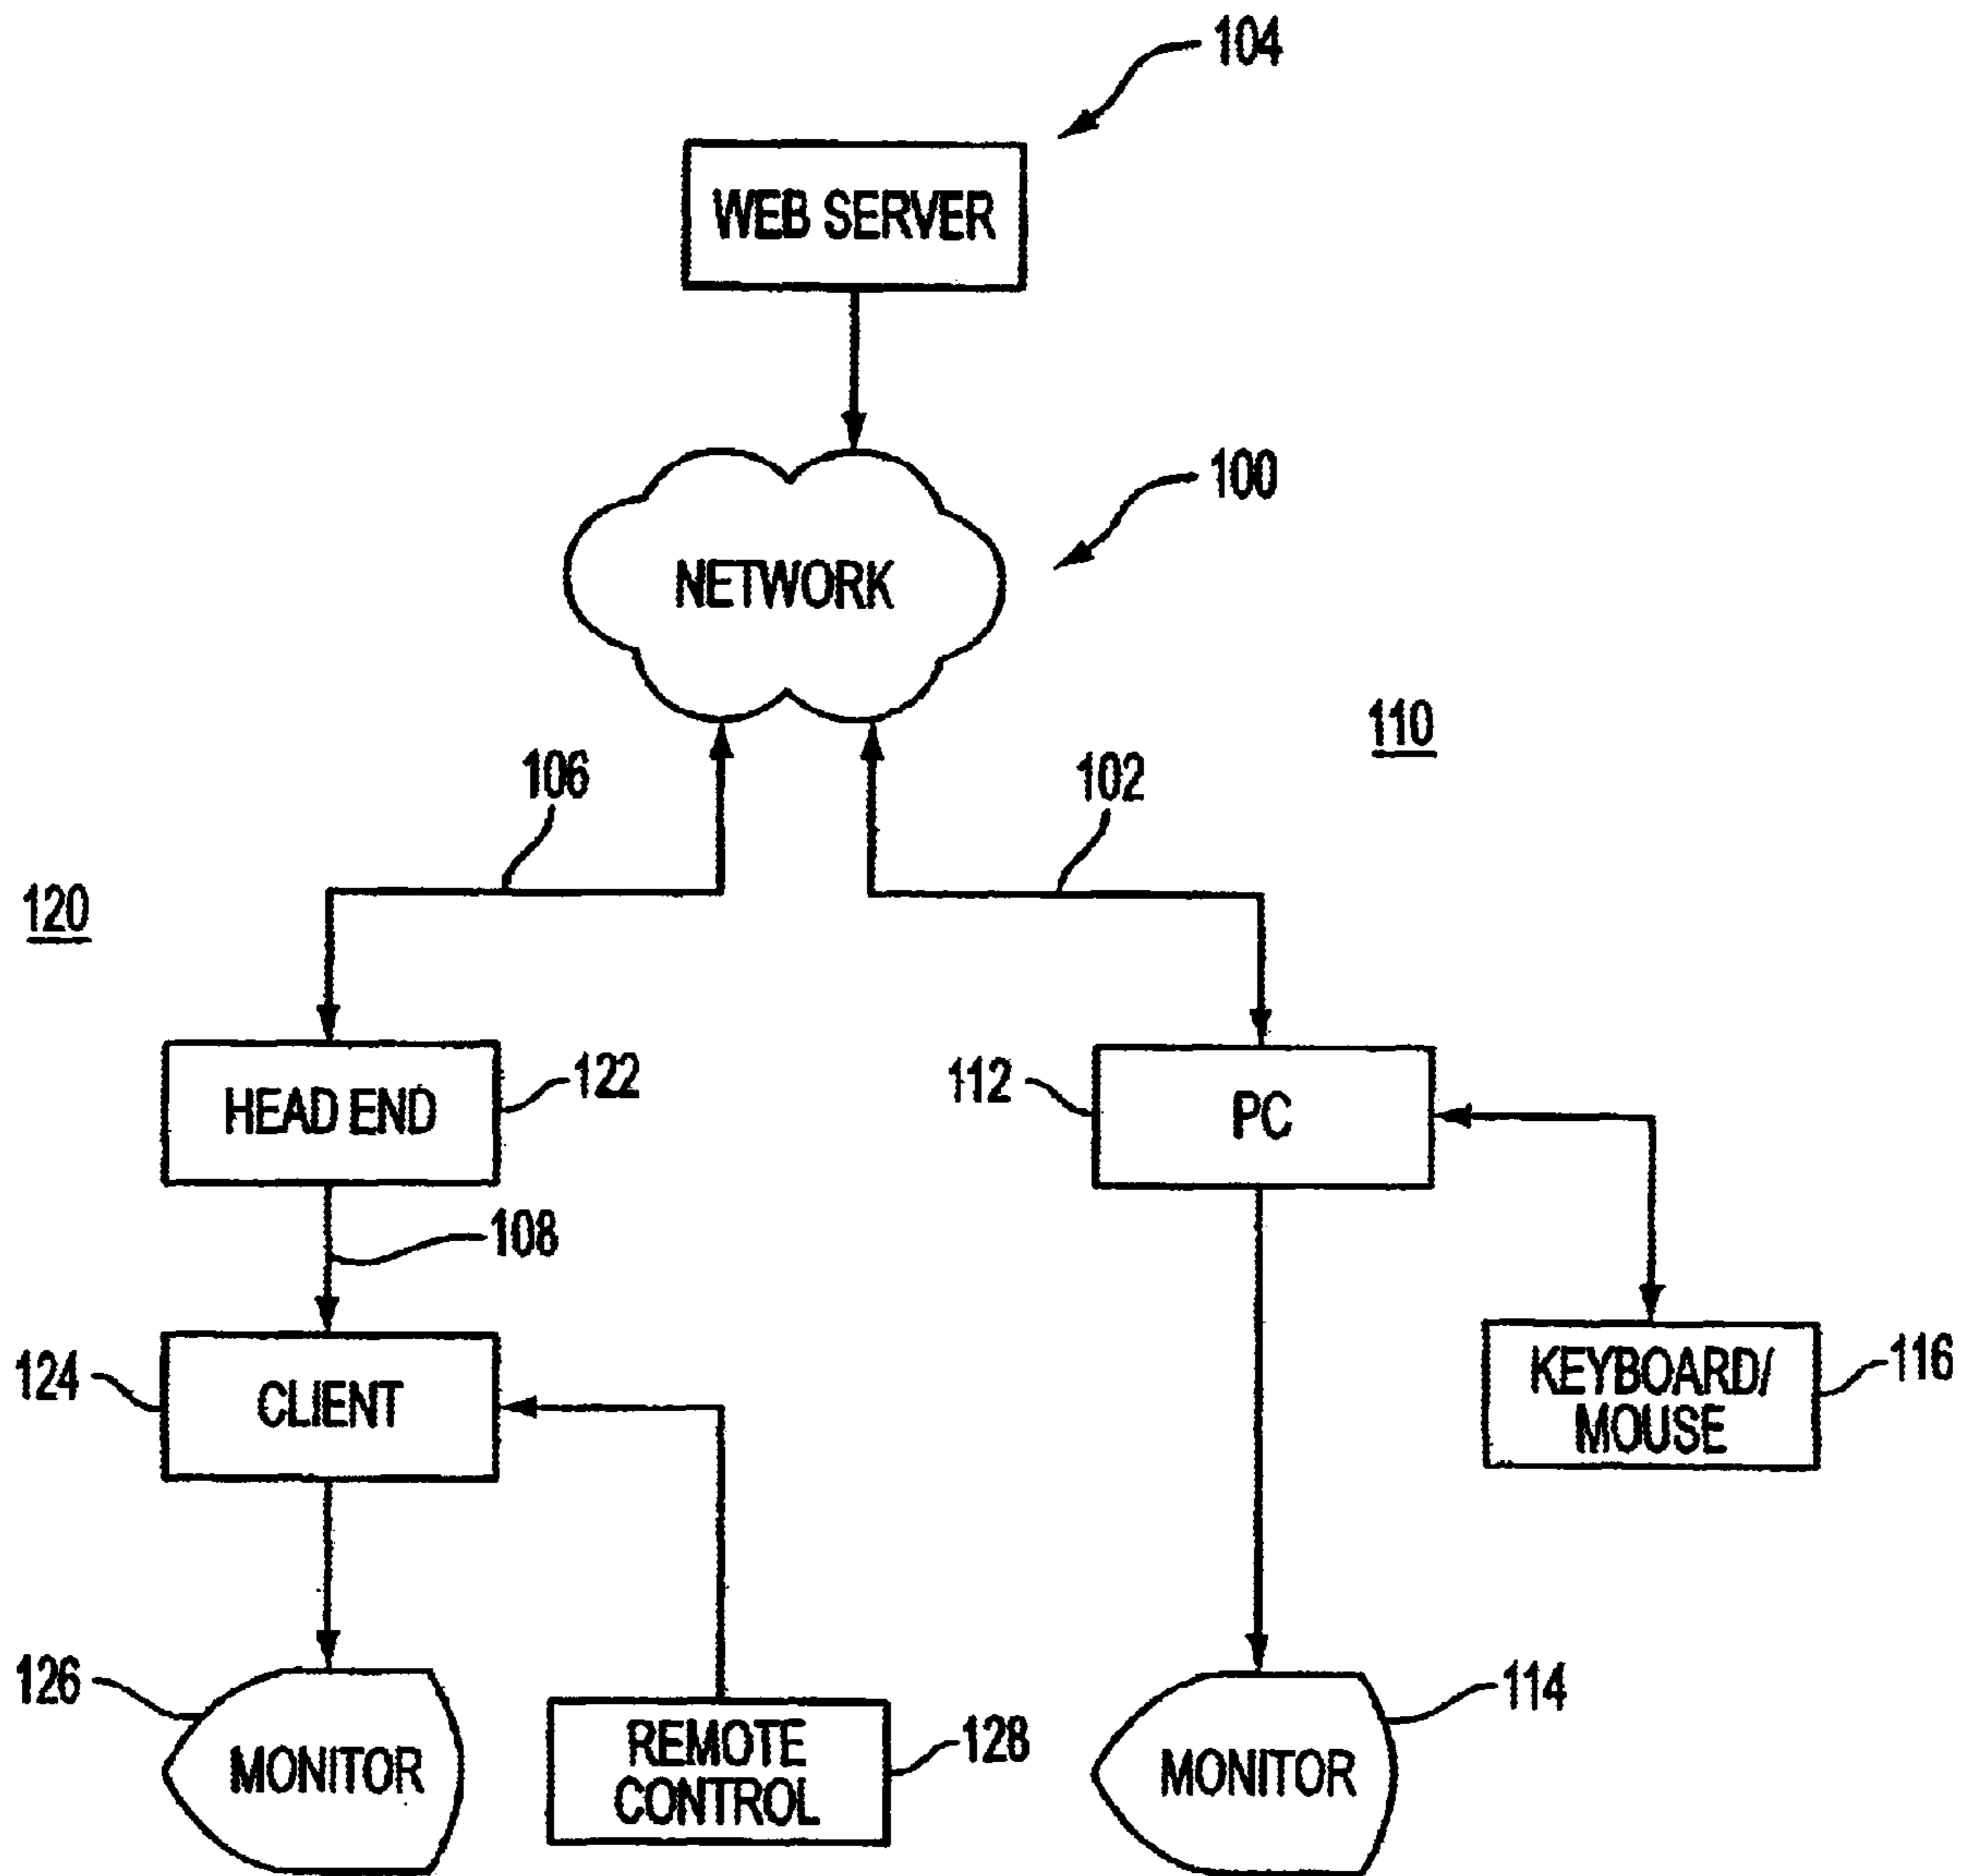 104
WEB SERVER
100
NETWORK
110
106
102
120
HEAD END
122
112
PC
108
124
CLIENT
KEYBOARD/
MOUSE
116
126
MONITOR
REMOTE
CONTROL
128
MONITOR
114